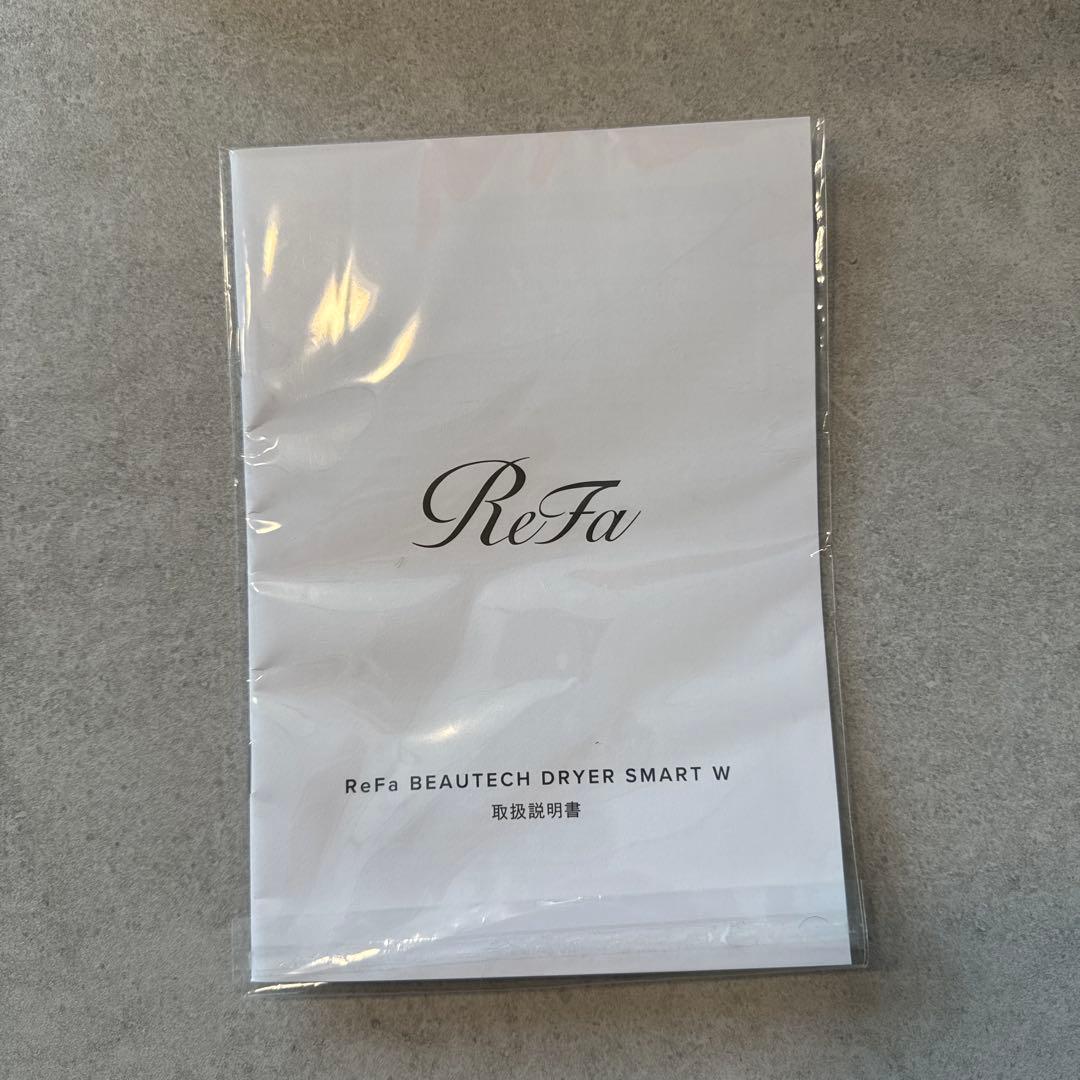 ReFa
ReFa BEAUTECH DRYER SMART W
取扱説明書